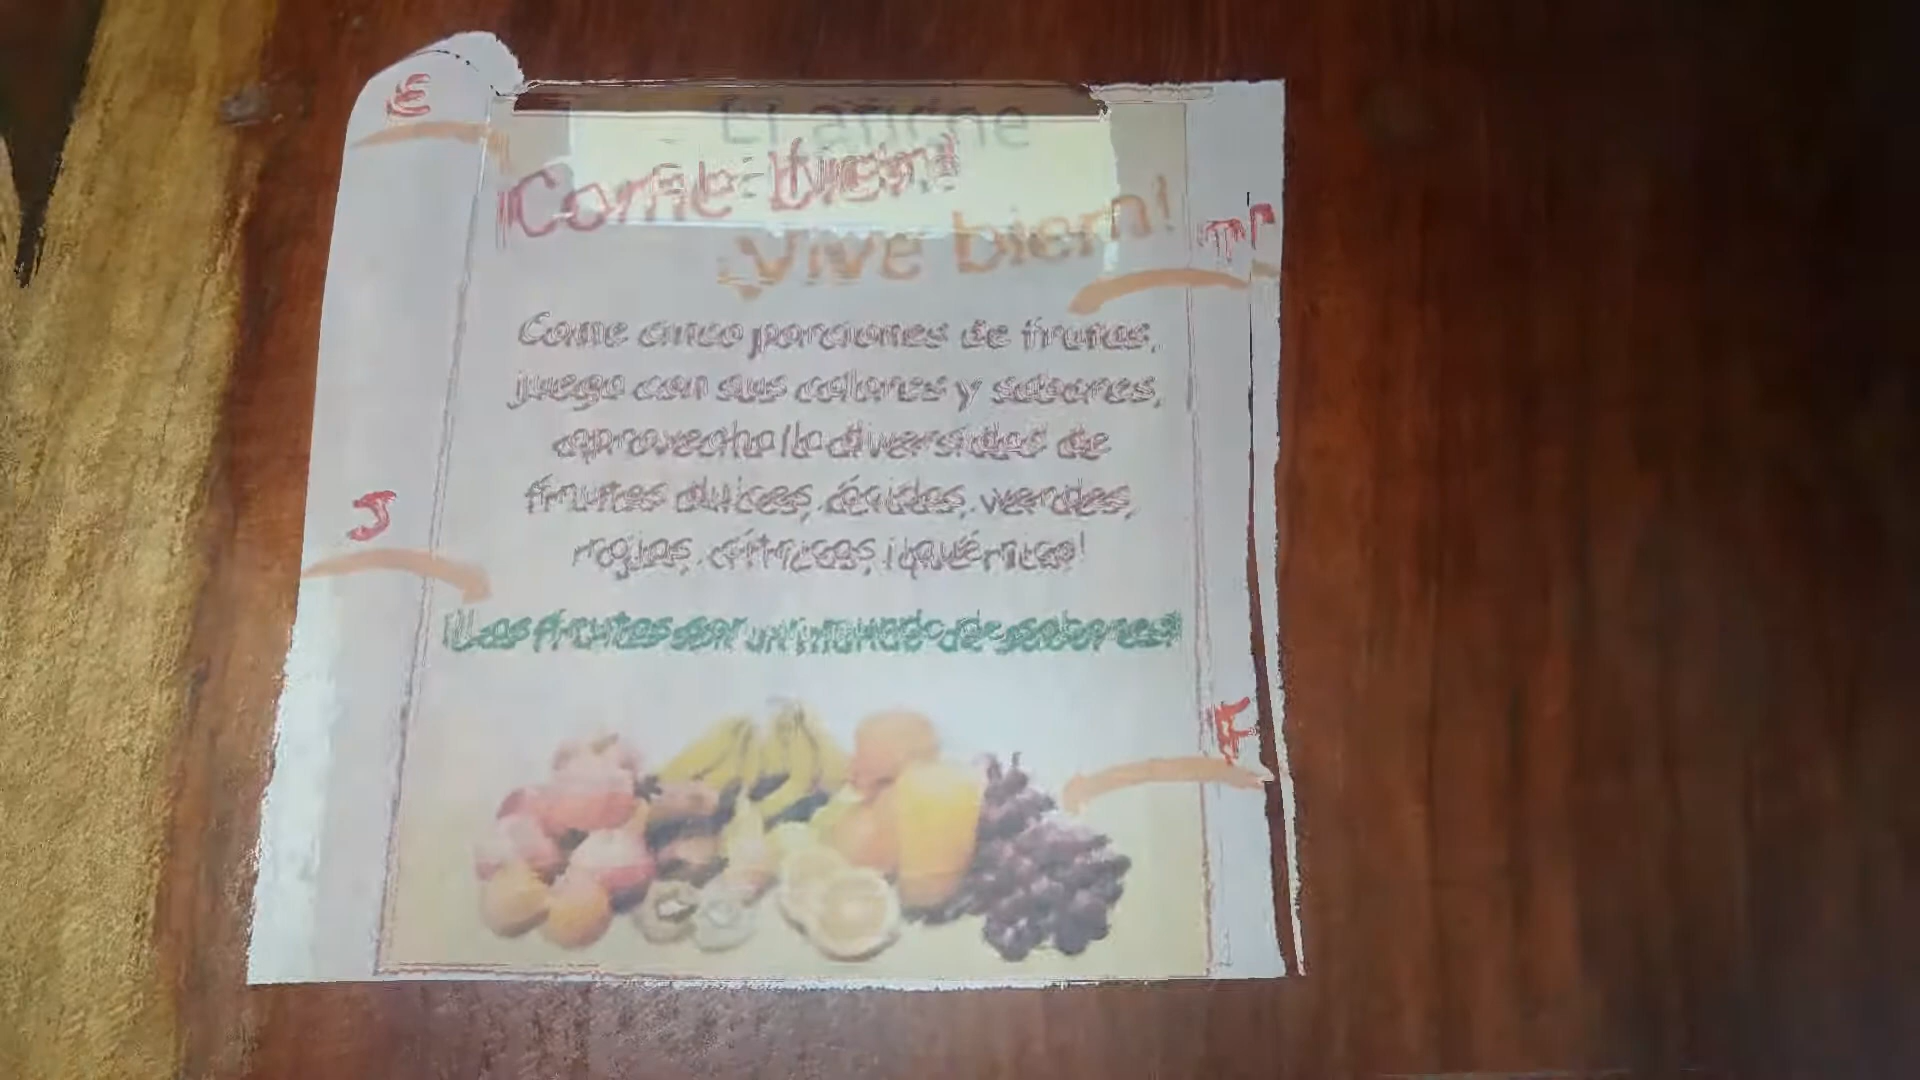 E
El afiche
¡Come bien!
¡Vive bien!
Come cinco porciones de frutas,
juega con sus colores y sabores,
aprovecha la diversidad de
frutas dulces, ácidas, verdes,
rojas, cítricas, ¡qué rico!
¡Las frutas son un mundo de sabores!
J
F